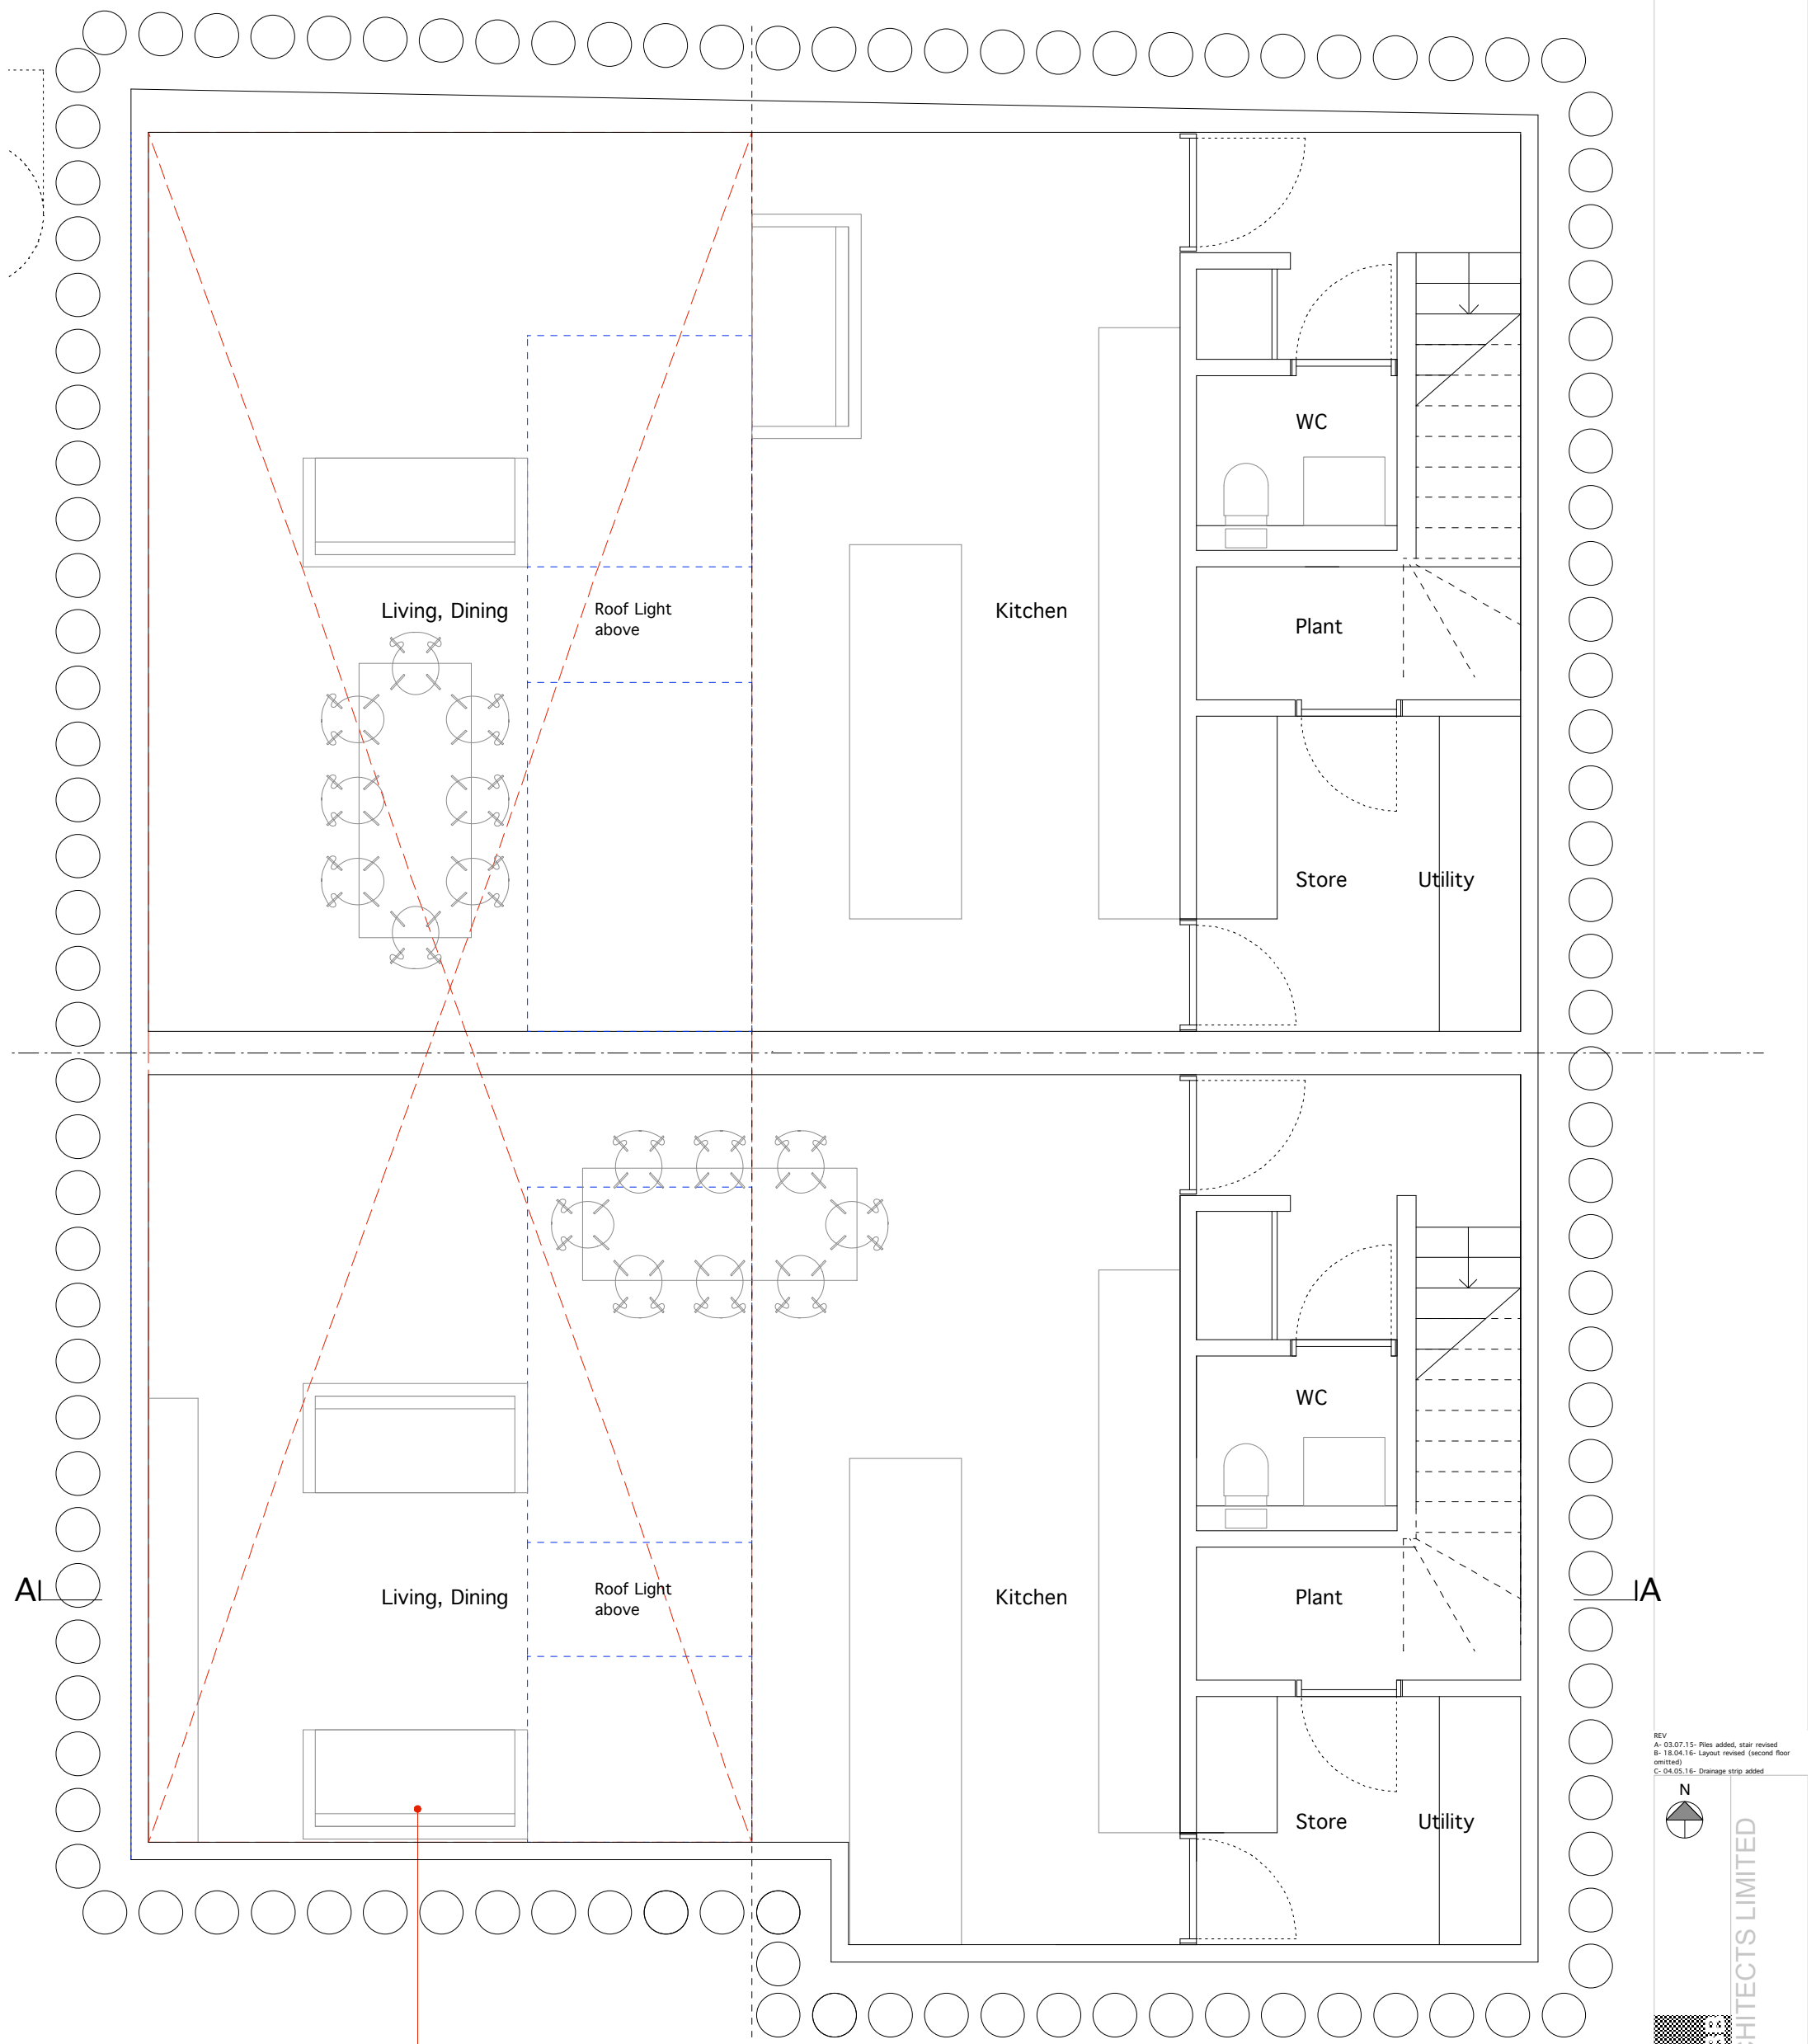 WC
Living, Dining
Roof Light
above
Kitchen
Plant
Store
Utility
WC
A
Living, Dining
Roof Light
above
Kitchen
Plant
A
Store
Utility
REV
A- 03.07.15- Piles added, stair revised
B- 18.04.16- Layout revised (second floor
omitted)
C- 04.05.16- Drainage strip added
N
LIMITED